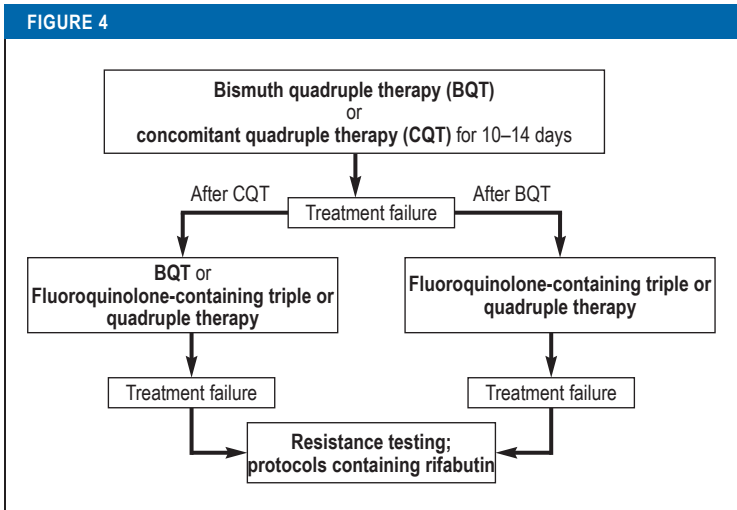 FIGURE 4
Bismuth quadruple therapy (BQT)
or
concomitant quadruple therapy (CQT) for 10–14 days
After CQT
Treatment failure
After BQT
BQT or
Fluoroquinolone-containing triple or
quadruple therapy
Fluoroquinolone-containing triple or
quadruple therapy
Treatment failure
Treatment failure
Resistance testing;
protocols containing rifabutin